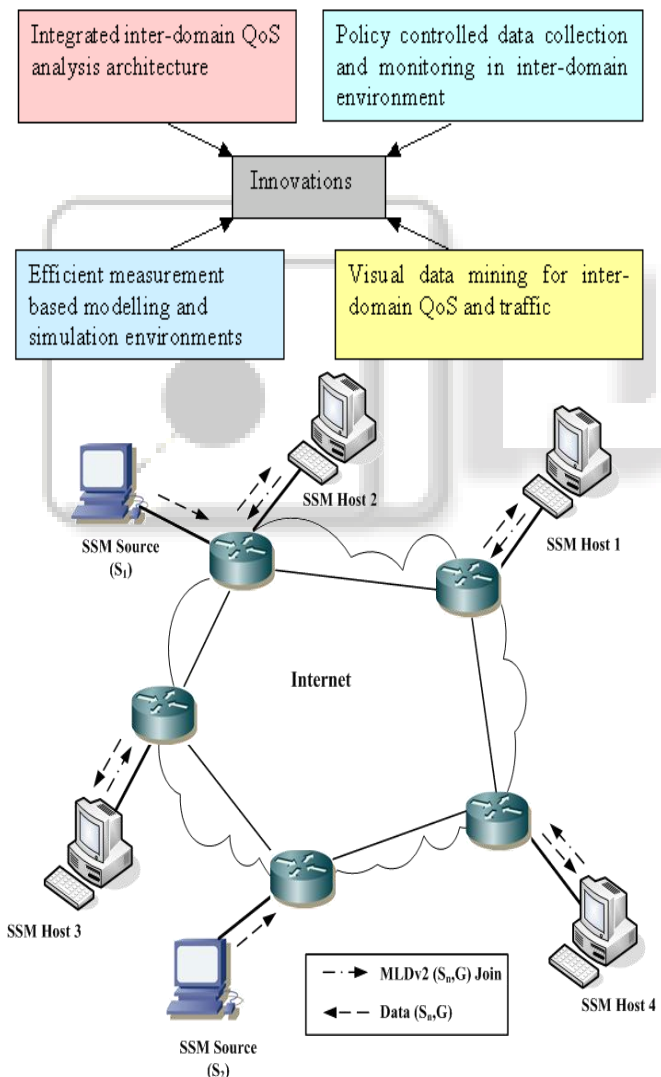 Integrated inter-domain QoS
analysis architecture
Policy controlled data collection
and monitoring in inter-domain
environment
Innovations
Efficient measurement
based modelling and
simulation environments
Visual data mining for inter-
domain QoS and traffic
SSM Host 2
SSM Host 1
SSM Source
(S1)
Internet
SSM Host 3
SSM Host 4
MLDv2 (Sn,G) Join
Data (Sn,G)
SSM Source
(S2)